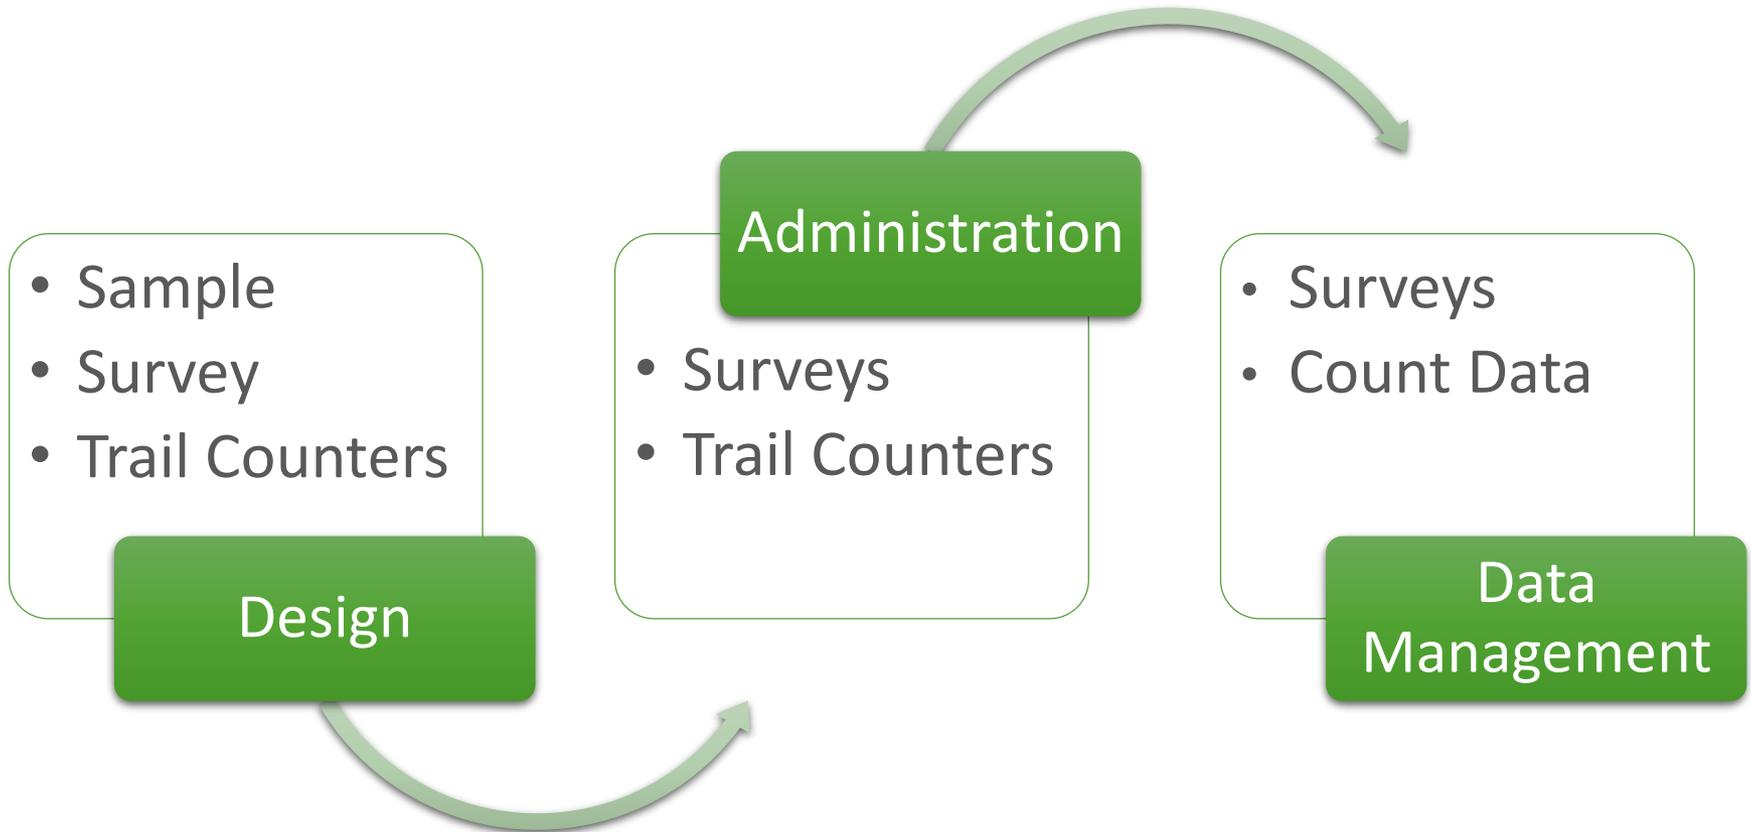 • Sample
• Survey
• Trail Counters
Design
Administration
• Surveys
• Trail Counters
• Surveys
• Count Data
Data
Management